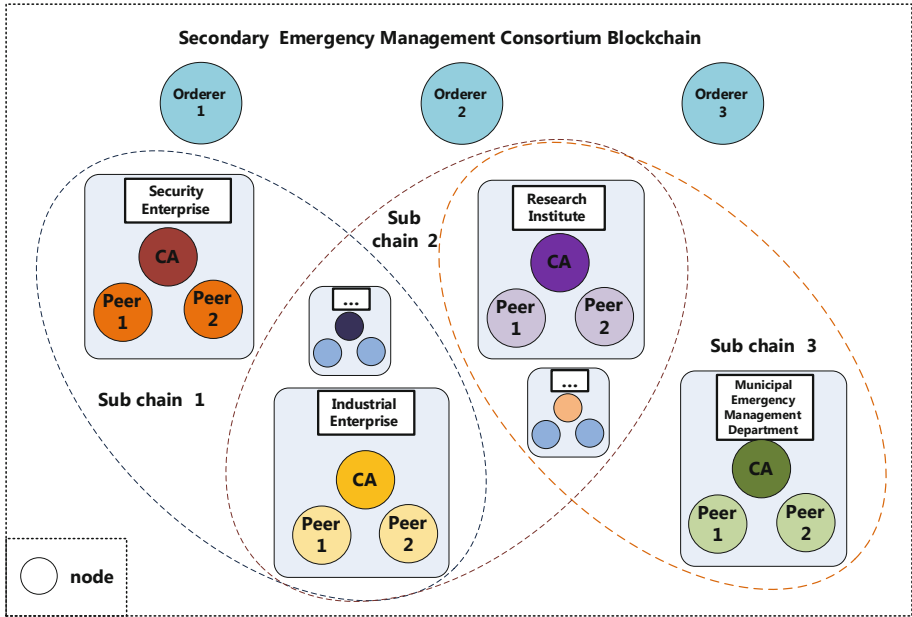 Secondary Emergency Management Consortium Blockchain
Orderer
1
Orderer
2
Orderer
3
Security
Enterprise
CA
Peer
1
Peer
2
Sub
chain 2
Research
Institute
CA
Peer
1
Peer
2
...
Sub chain 1
Industrial
Enterprise
CA
Peer
1
Peer
2
...
Sub chain 3
Municipal
Emergency
Management
Department
CA
Peer
1
Peer
2
node